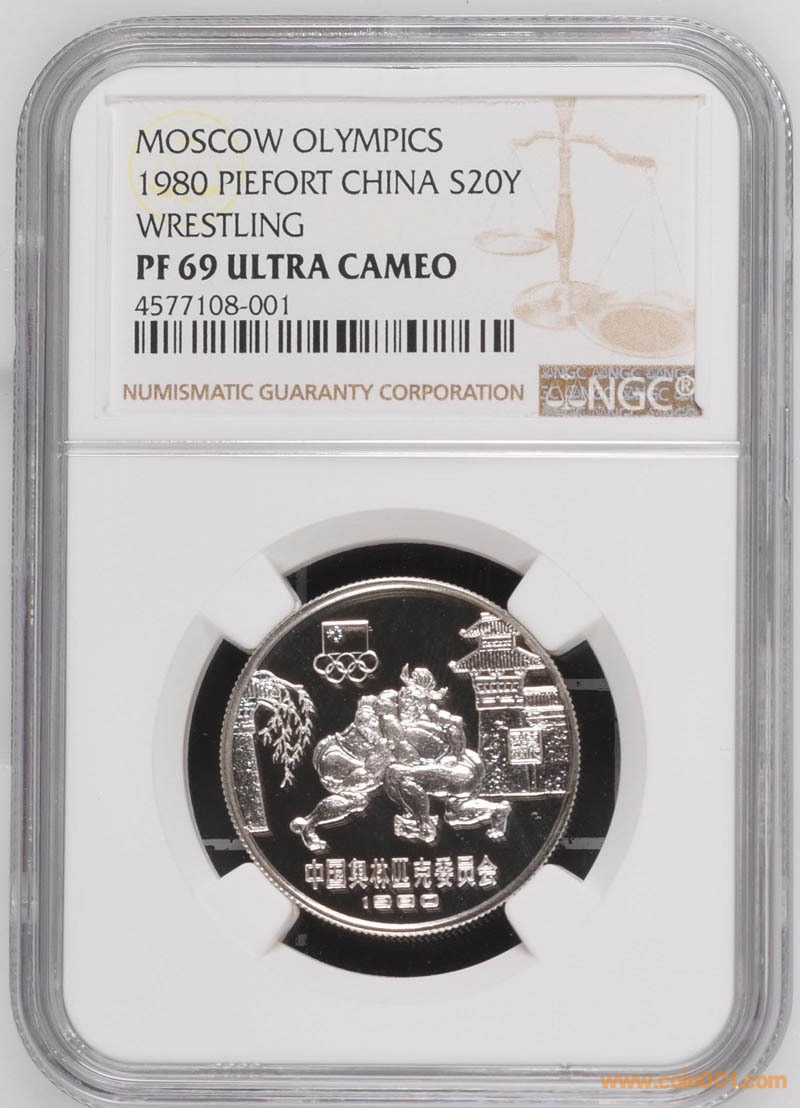 MOSCOW OLYMPICS
1980 PIEFORT CHINA S20Y
WRESTLING
PF 69 ULTRA CAMEO
4577108-001
NUMISMATIC GUARANTY CORPORATION
NGC®
中国奥林匹克委员会
1980
www.coin001.com